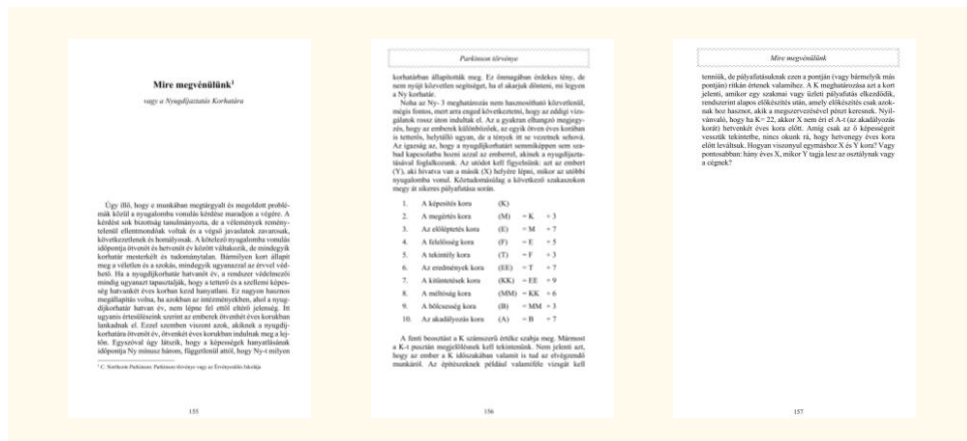 Mire megvénülünk¹
vagy a Nyugdíjaztatás Korhatára
Úgy illő, hogy e munkában megtárgyalt és megoldott problé-
mák közül a nyugalomba vonulás kérdése maradjon a végére. A
kérdést sok bizottság tanulmányozta, de a vélemények remény-
telenül ellentmondóak voltak és a végső javaslatok zavarosak,
következetlenek és homályosak. A kötelező nyugalomba vonulás
időpontja ötvenöt és hetvenöt év között váltakozik, de mindegyik
korhatár mesterkélt és tudománytalan. Bármilyen kort állapít
meg a véletlen és a szokás, mindegyik ugyanazzal az érvvel véd-
hető. Ha a nyugdíjkorhatár hatvanöt év, a rendszer védelmezői
mindig ugyanazt tapasztalják, hogy a tetterő és a szellemi képes-
ség hatvankét éves korban kezd hanyatlani. Ez nagyon hasznos
megállapítás volna, ha azokban az intézményekben, ahol a nyug-
díjkorhatár hatvan év, nem lépne fel ettől eltérő jelenség. Itt
ugyanis értesüléseink szerint az emberek ötvenhét éves korukban
lankadnak el. Ezzel szemben viszont azok, akiknek a nyugdíj-
korhatára ötvenöt év, ötvenkét éves korukban indulnak meg a lej-
tőn. Egyszóval úgy látszik, hogy a képességek hanyatlásának
időpontja Ny mínusz három, függetlenül attól, hogy Ny-t milyen
¹ C. Northcote Parkinson: Parkinson törvénye vagy az Érvényesülés Iskolája
155
Parkinson törvénye
korhatárban állapították meg. Ez önmagában érdekes tény, de
nem nyújt közvetlen segítséget, ha el akarjuk dönteni, mi legyen
a Ny korhatár.
Noha az Ny- 3 meghatározás nem hasznosítható közvetlenül,
mégis fontos, mert arra enged következtetni, hogy az eddigi vizs-
gálatok rossz úton indultak el. Az a gyakran elhangzó megjegy-
zés, hogy az emberek különbözőek, az egyik ötven éves korában
is tetterős, helytálló ugyan, de a tények itt se vezetnek sehová.
Az igazság az, hogy a nyugdíjkorhatárt semmiképpen sem sza-
bad kapcsolatba hozni azzal az emberrel, akinek a nyugdíjazta-
tásával foglalkozunk. Az utódot kell figyelnünk: azt az embert
(Y), aki hivatva van a másik (X) helyére lépni, mikor az utóbbi
nyugalomba vonul. Köztudomásúlag a következő szakaszokon
megy át sikeres pályafutása során.
1. A képesítés kora (K)
2. A megértés kora (M) = K + 3
3. Az előléptetés kora (E) = M + 7
4. A felelősség kora (F) = E + 5
5. A tekintély kora (T) = F + 3
6. Az eredmények kora (EE) = T + 7
7. A kitüntetések kora (KK) = EE + 9
8. A méltóság kora (MM) = KK + 6
9. A bölcsesség kora (B) = MM + 3
10. Az akadályozás kora (A) = B + 7
A fenti beosztást a K számszerű értéke szabja meg. Mármost
a K-t pusztán megjelölésnek kell tekintenünk. Nem jelenti azt,
hogy az ember a K időszakában valamit is tud az elvégzendő
munkáról. Az építészeknek például valamiféle vizsgát kell
156
Mire megvénülünk
tenniük, de pályafutásuknak ezen a pontján (vagy bármelyik más
pontján) ritkán értenek valamihez. A K meghatározása azt a kort
jelenti, amikor egy szakmai vagy üzleti pályafutás elkezdődik,
rendszerint alapos előkészítés után, amely előkészítés csak azok-
nak hoz hasznot, akik a megszervezésével pénzt keresnek. Nyil-
vánvaló, hogy ha K= 22, akkor X nem éri el A-t (az akadályozás
korát) hetvenkét éves kora előtt. Amíg csak az ő képességeit
vesszük tekintetbe, nincs okunk rá, hogy hetvenegy éves kora
előtt leváltsuk. Hogyan viszonyul egymáshoz X és Y kora? Vagy
pontosabban: hány éves X, mikor Y tagja lesz az osztálynak vagy
a cégnek?
157